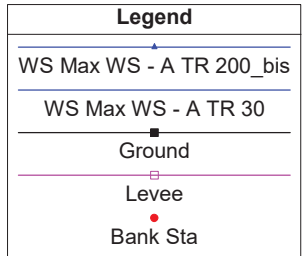 Legend
WS Max WS - A TR 200_bis
WS Max WS - A TR 30
Ground
Levee
Bank Sta